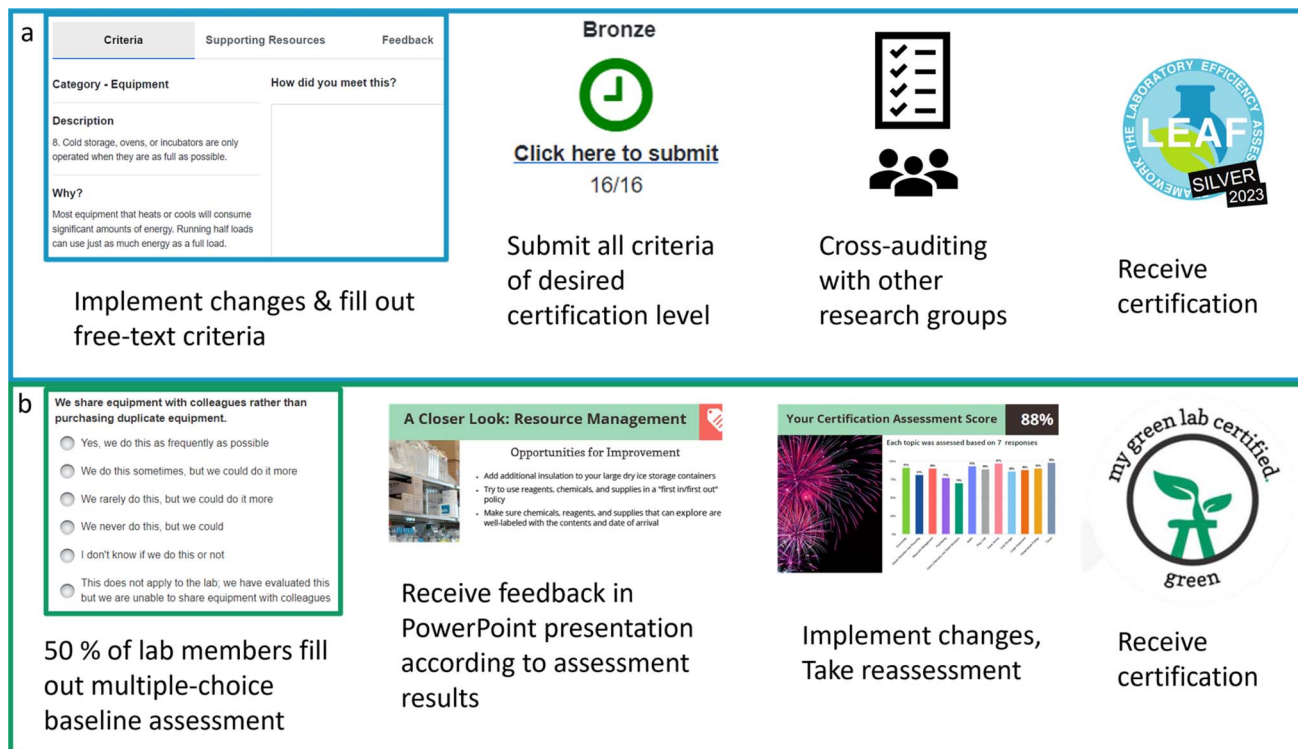 a
Criteria
Supporting Resources
Feedback
Category - Equipment
How did you meet this?
Description
8. Cold storage, ovens, or incubators are only
operated when they are as full as possible.
Why?
Most equipment that heats or cools will consume
significant amounts of energy. Running half loads
can use just as much energy as a full load.
Implement changes & fill out
free-text criteria
Bronze
Click here to submit
16/16
Submit all criteria
of desired
certification level
Cross-auditing
with other
research groups
THE LABORATORY EFFICIENCY ASSES
AMEWORK
LEAF
SILVER
2023
Receive
certification
b
We share equipment with colleagues rather than
purchasing duplicate equipment.
Yes, we do this as frequently as possible
We do this sometimes, but we could do it more
We rarely do this, but we could do it more
We never do this, but we could
I don't know if we do this or not
This does not apply to the lab; we have evaluated this
but we are unable to share equipment with colleagues
50 % of lab members fill
out multiple-choice
baseline assessment
A Closer Look: Resource Management
Opportunities for Improvement
Add additional insulation to your large dry ice storage containers
Try to use reagents, chemicals, and supplies in a "first in/first out"
policy
Make sure chemicals, reagents, and supplies that can explore are
well-labeled with the contents and date of arrival
Receive feedback in
PowerPoint presentation
according to assessment
results
Your Certification Assessment Score
88%
Each topic was assessed based on 7 responses
Implement changes,
Take reassessment
my green lab certified.
green
Receive
certification